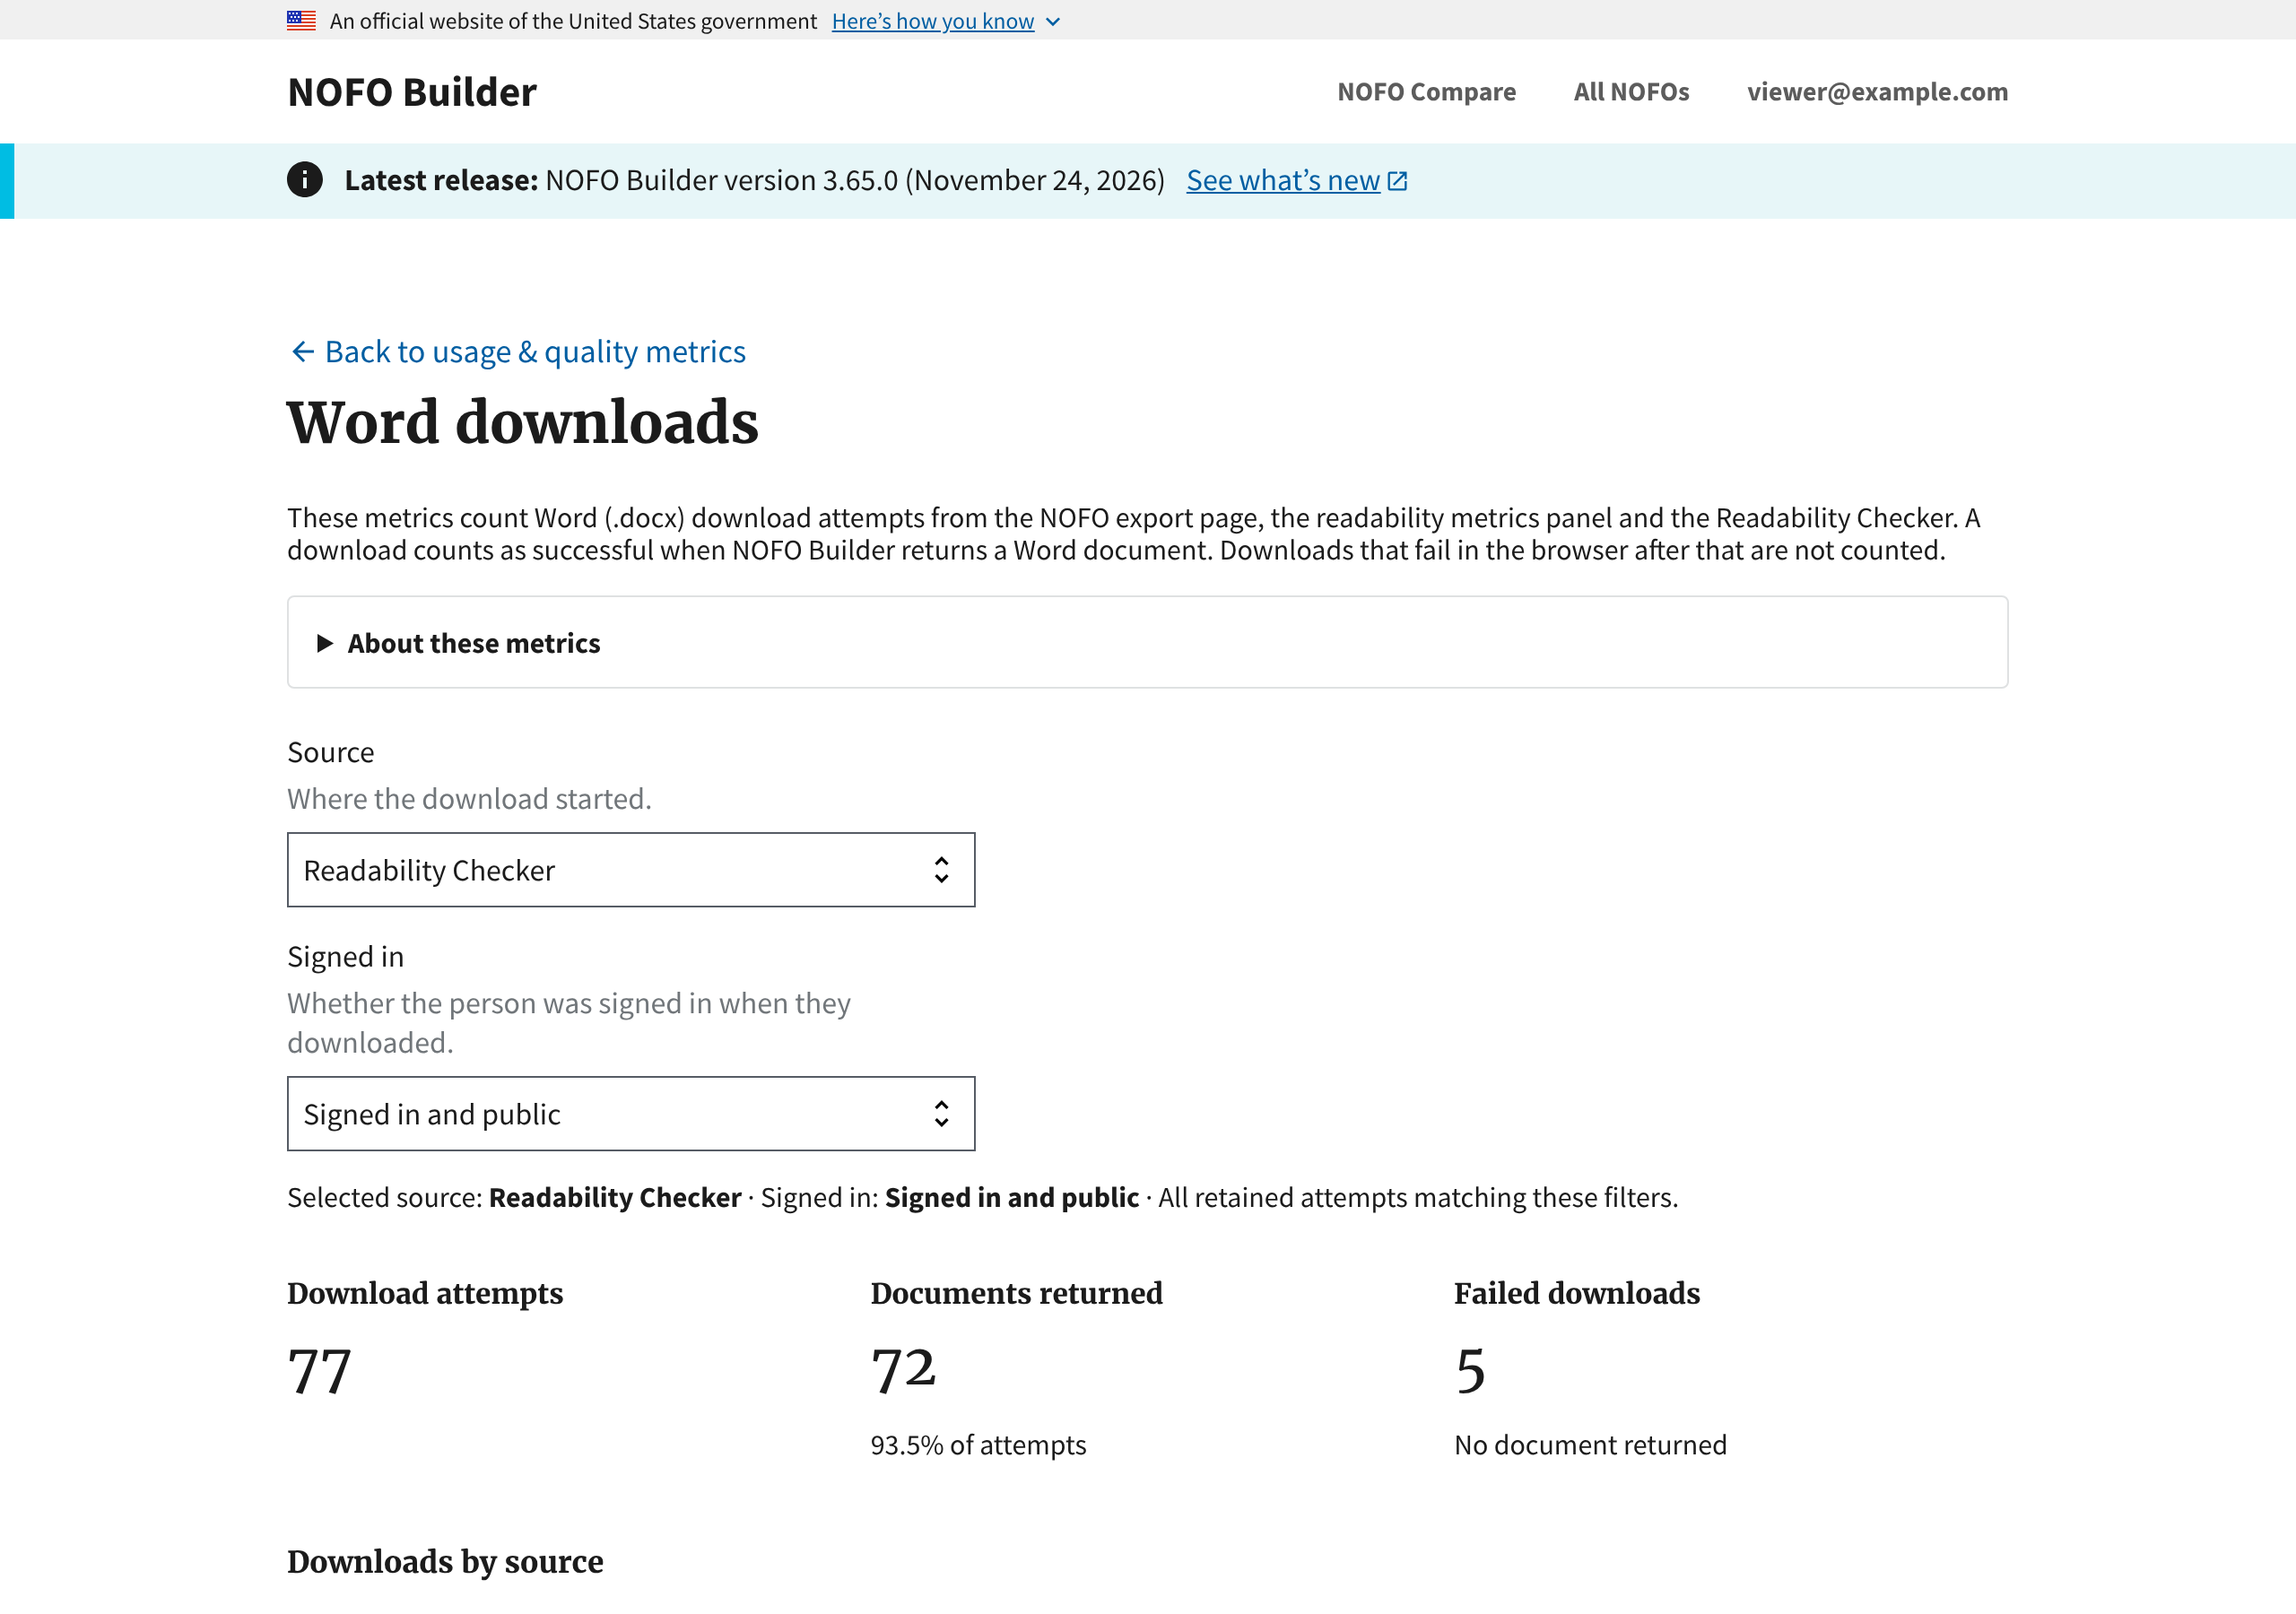 An official website of the United States government Here’s how you know
NOFO Builder
NOFO Compare All NOFOs viewer@example.com
Latest release: NOFO Builder version 3.65.0 (November 24, 2026) See what’s new
Back to usage & quality metrics
Word downloads
These metrics count Word (.docx) download attempts from the NOFO export page, the readability metrics panel and the Readability Checker. A
download counts as successful when NOFO Builder returns a Word document. Downloads that fail in the browser after that are not counted.
About these metrics
Source
Where the download started.
Readability Checker
Signed in
Whether the person was signed in when they
downloaded.
Signed in and public
Selected source: Readability Checker · Signed in: Signed in and public · All retained attempts matching these filters.
Download attempts
77
Documents returned
72
93.5% of attempts
Failed downloads
5
No document returned
Downloads by source